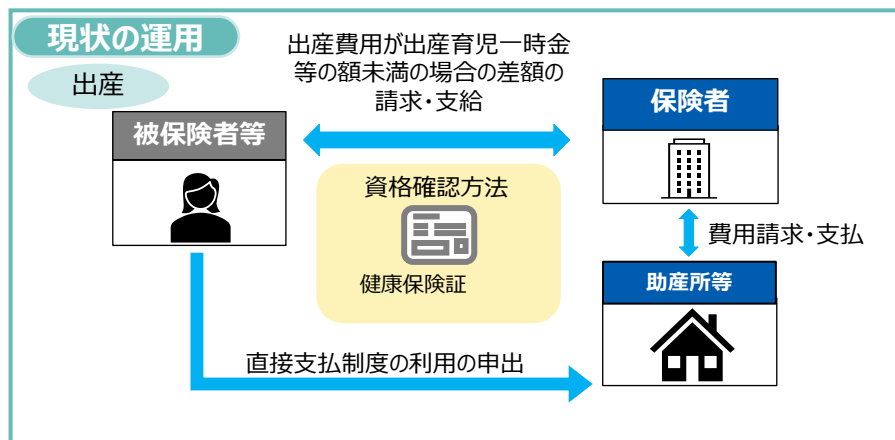 現状の運用
出産
出産費用が出産育児一時金
等の額未満の場合の差額の
請求・支給
被保険者等
保険者
資格確認方法
健康保険証
費用請求・支払
助産所等
直接支払制度の利用の申出